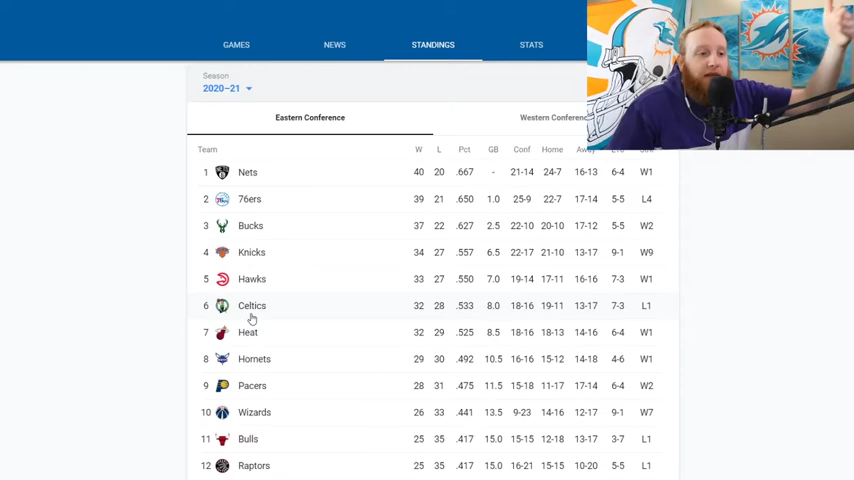 GAMES NEWS STANDINGS STATS
Season
2020–21
Eastern Conference Western Conference
Team W L Pct GB Conf Home Away L10
1 Nets 40 20 .667 - 21-14 24-7 16-13 6-4 W1
2 76ers 39 21 .650 1.0 25-9 22-7 17-14 5-5 L4
3 Bucks 37 22 .627 2.5 22-10 20-10 17-12 5-5 W2
4 Knicks 34 27 .557 6.5 22-17 21-10 13-17 9-1 W9
5 Hawks 33 27 .550 7.0 19-14 17-11 16-16 7-3 W1
6 Celtics 32 28 .533 8.0 18-16 19-11 13-17 7-3 L1
7 Heat 32 29 .525 8.5 18-16 18-13 14-16 6-4 W1
8 Hornets 29 30 .492 10.5 16-16 15-12 14-18 4-6 W1
9 Pacers 28 31 .475 11.5 15-18 11-17 17-14 6-4 W2
10 Wizards 26 33 .441 13.5 9-23 14-16 12-17 9-1 W7
11 Bulls 25 35 .417 15.0 15-15 12-18 13-17 3-7 L1
12 Raptors 25 35 .417 15.0 16-21 15-15 10-20 5-5 L1